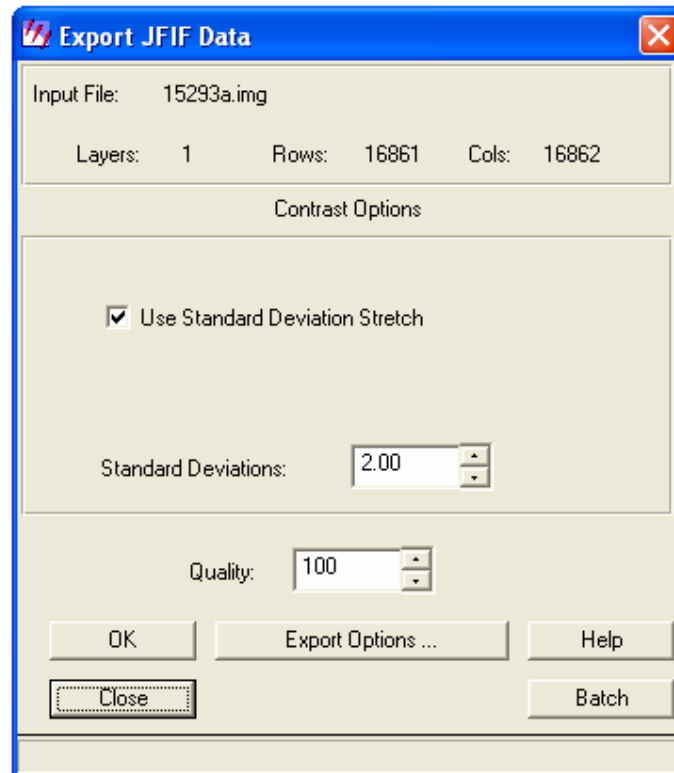 Export JFIF Data
Input File: 15293a.img
Layers: 1 Rows: 16861 Cols: 16862
Contrast Options
Use Standard Deviation Stretch
Standard Deviations: 2.00
Quality: 100
OK Export Options ... Help
Close Batch